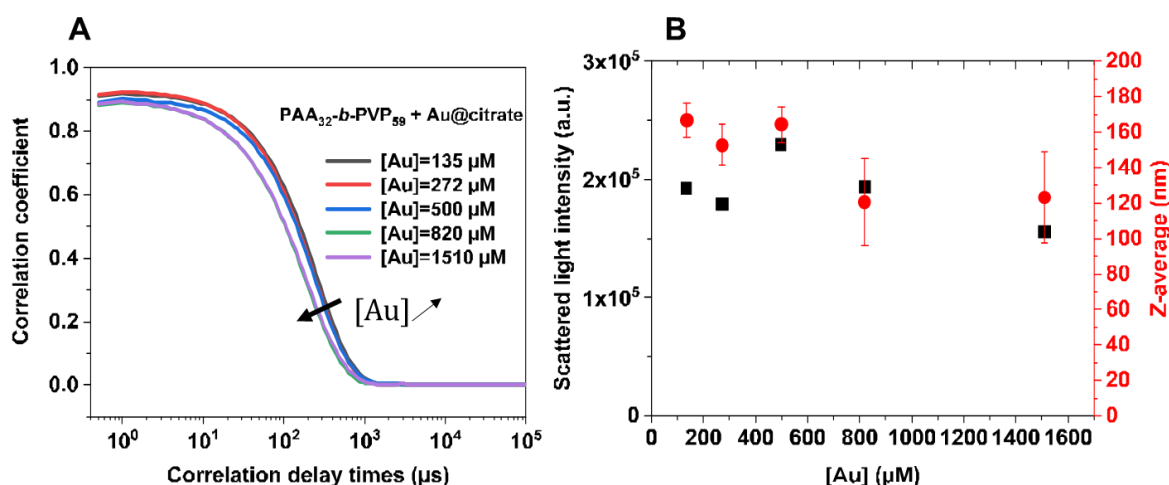 A
Correlation coefficient
1.0
0.8
0.6
0.4
0.2
0.0
PAA32-b-PVP59 + Au@citrate
[Au]=135 µM
[Au]=272 µM
[Au]=500 µM
[Au]=820 µM
[Au]=1510 µM
[Au]
10^0 10^1 10^2 10^3 10^4 10^5
Correlation delay times (µs)
B
Scattered light intensity (a.u.)
3x10^5
2x10^5
1x10^5
0
200
180
160
140
120
100
80
60
40
20
0
Z-average (nm)
0 200 400 600 800 1000 1200 1400 1600
[Au] (µM)